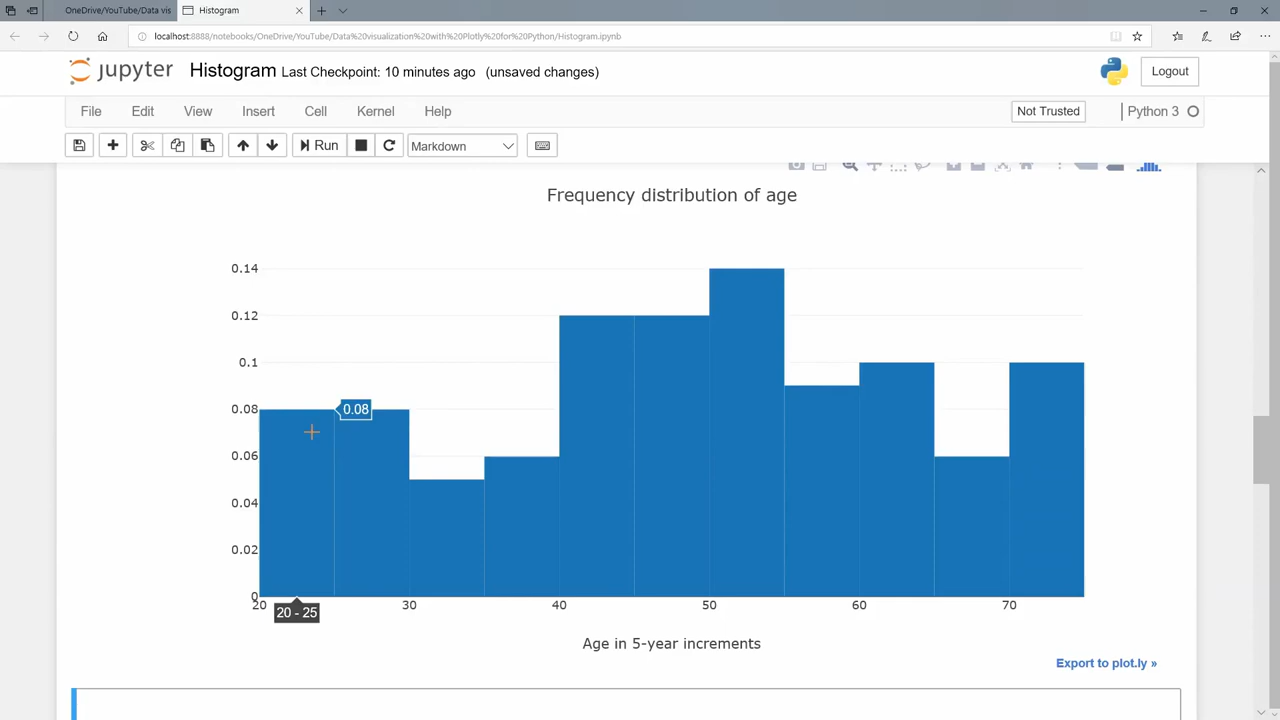 OneDrive/YouTube/Data vis
Histogram
localhost:8888/notebooks/OneDrive/YouTube/Data%20visualization%20with%20Plotly%20for%20Python/Histogram.ipynb
jupyter Histogram Last Checkpoint: 10 minutes ago (unsaved changes)
Logout
File Edit View Insert Cell Kernel Help
Not Trusted
Python 3
Run
Markdown
Frequency distribution of age
0.14
0.12
0.1
0.08
0.08
0.06
0.04
0.02
0
20 30 40 50 60 70
20 - 25
Age in 5-year increments
Export to plot.ly »